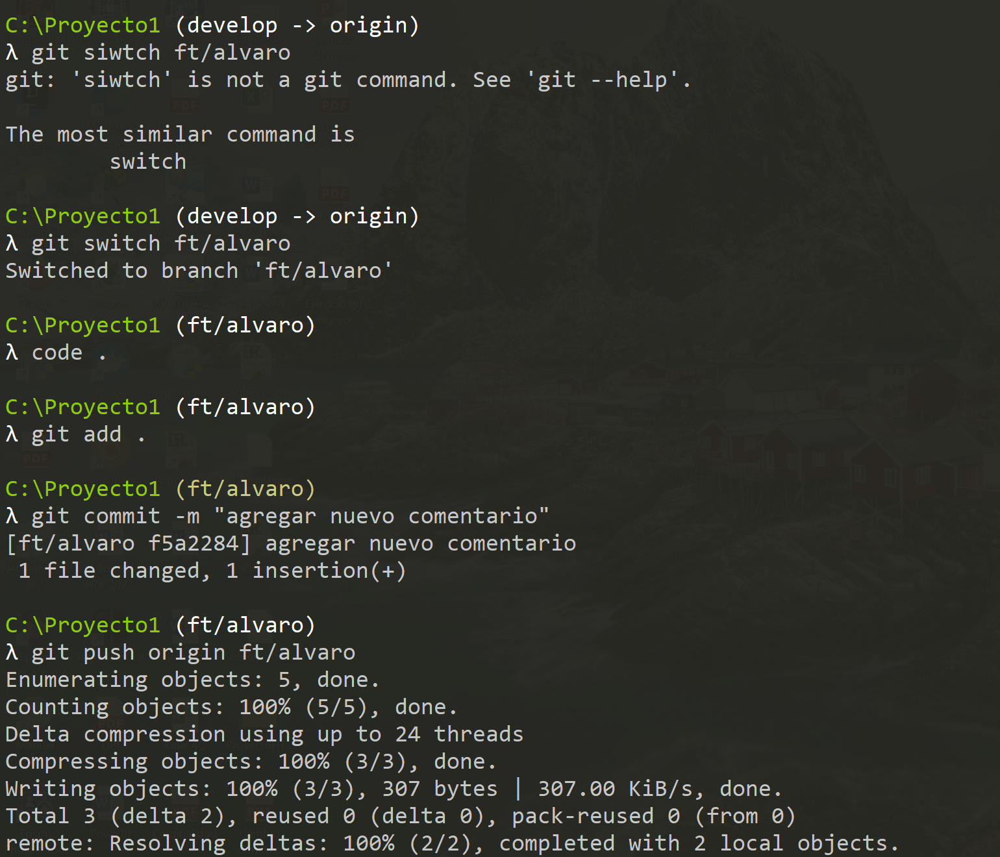 C:\Proyecto1 (develop -> origin)
λ git siwtch ft/alvaro
git: 'siwtch' is not a git command. See 'git --help'.
The most similar command is
switch
C:\Proyecto1 (develop -> origin)
λ git switch ft/alvaro
Switched to branch 'ft/alvaro'
C:\Proyecto1 (ft/alvaro)
λ code .
C:\Proyecto1 (ft/alvaro)
λ git add .
C:\Proyecto1 (ft/alvaro)
λ git commit -m "agregar nuevo comentario"
[ft/alvaro f5a2284] agregar nuevo comentario
1 file changed, 1 insertion(+)
C:\Proyecto1 (ft/alvaro)
λ git push origin ft/alvaro
Enumerating objects: 5, done.
Counting objects: 100% (5/5), done.
Delta compression using up to 24 threads
Compressing objects: 100% (3/3), done.
Writing objects: 100% (3/3), 307 bytes | 307.00 KiB/s, done.
Total 3 (delta 2), reused 0 (delta 0), pack-reused 0 (from 0)
remote: Resolving deltas: 100% (2/2), completed with 2 local objects.